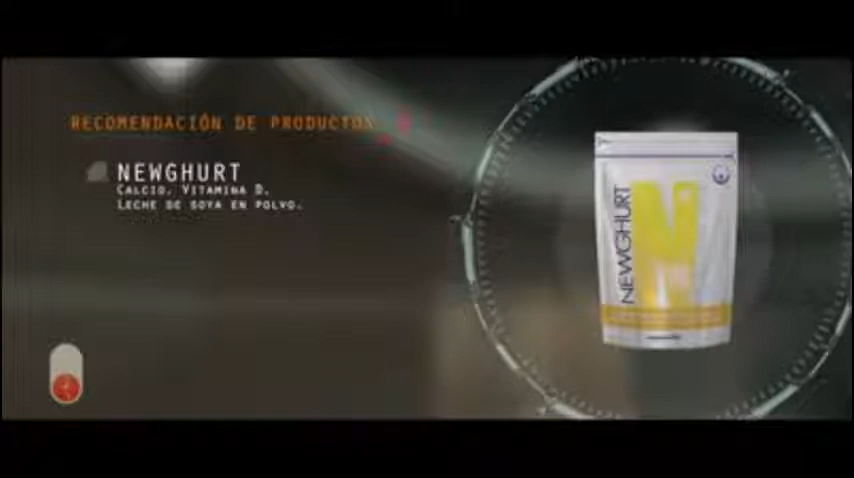 RECOMENDACIÓN DE PRODUCTOS
NEWGHURT
CALCIO, VITAMINA D,
LECHE DE SOYA EN POLVO.
NEWGHURT
N